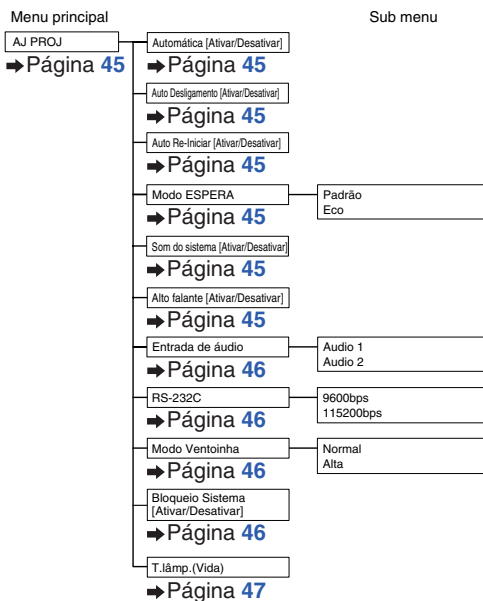 Menu principal
Sub menu
AJ PROJ
➡Página 45
Automática [Ativar/Desativar]
➡Página 45
Auto Desligamento [Ativar/Desativar]
➡Página 45
Auto Re-Iniciar [Ativar/Desativar]
➡Página 45
Modo ESPERA
➡Página 45
Padrão
Eco
Som do sistema [Ativar/Desativar]
➡Página 45
Alto falante [Ativar/Desativar]
➡Página 45
Entrada de áudio
➡Página 46
Audio 1
Audio 2
RS-232C
➡Página 46
9600bps
115200bps
Modo Ventoinha
➡Página 46
Normal
Alta
Bloqueio Sistema
[Ativar/Desativar]
➡Página 46
T.lâmp.(Vida)
➡Página 47